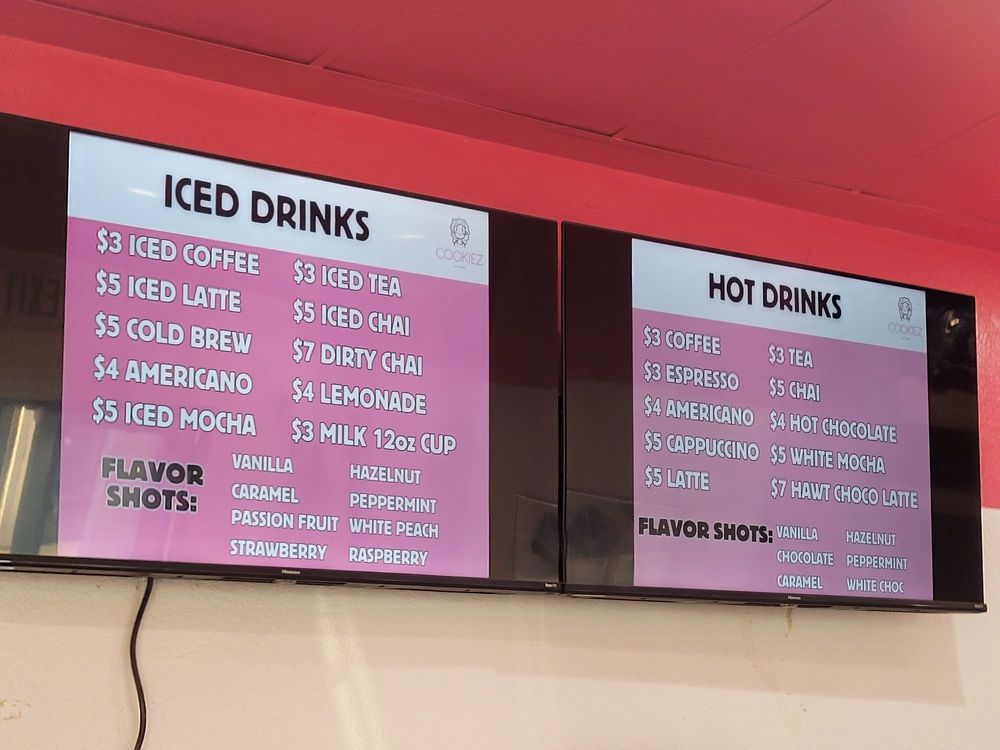 ICED DRINKS
COOKIEZ
$3 ICED COFFEE
$5 ICED LATTE
$5 COLD BREW
$4 AMERICANO
$5 ICED MOCHA
$3 ICED TEA
$5 ICED CHAI
$7 DIRTY CHAI
$4 LEMONADE
$3 MILK 12oz CUP
FLAVOR
SHOTS:
VANILLA
CARAMEL
PASSION FRUIT
STRAWBERRY
HAZELNUT
PEPPERMINT
WHITE PEACH
RASPBERRY
Hisense
HOT DRINKS
COOKIEZ
$3 COFFEE
$3 ESPRESSO
$4 AMERICANO
$5 CAPPUCCINO
$5 LATTE
$3 TEA
$5 CHAI
$4 HOT CHOCOLATE
$5 WHITE MOCHA
$7 HAWT CHOCO LATTE
FLAVOR SHOTS:
VANILLA
CHOCOLATE
CARAMEL
HAZELNUT
PEPPERMINT
WHITE CHOC
Hisense